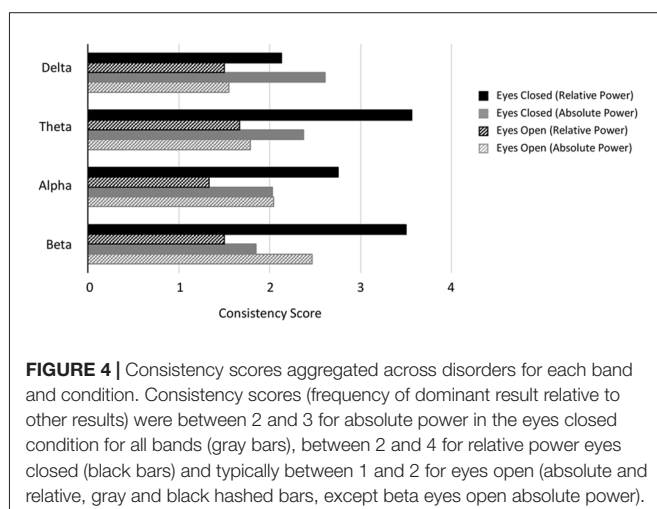 Delta
Theta
Alpha
Beta
0 1 2 3 4
Consistency Score
Eyes Closed (Relative Power)
Eyes Closed (Absolute Power)
Eyes Open (Relative Power)
Eyes Open (Absolute Power)
FIGURE 4 | Consistency scores aggregated across disorders for each band
and condition. Consistency scores (frequency of dominant result relative to
other results) were between 2 and 3 for absolute power in the eyes closed
condition for all bands (gray bars), between 2 and 4 for relative power eyes
closed (black bars) and typically between 1 and 2 for eyes open (absolute and
relative, gray and black hashed bars, except beta eyes open absolute power).